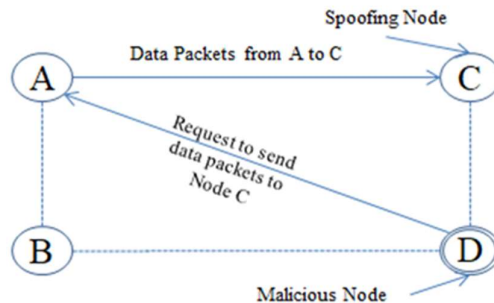 Spoofing Node
Data Packets from A to C
A
C
Request to send
data packets to
Node C
B
D
Malicious Node